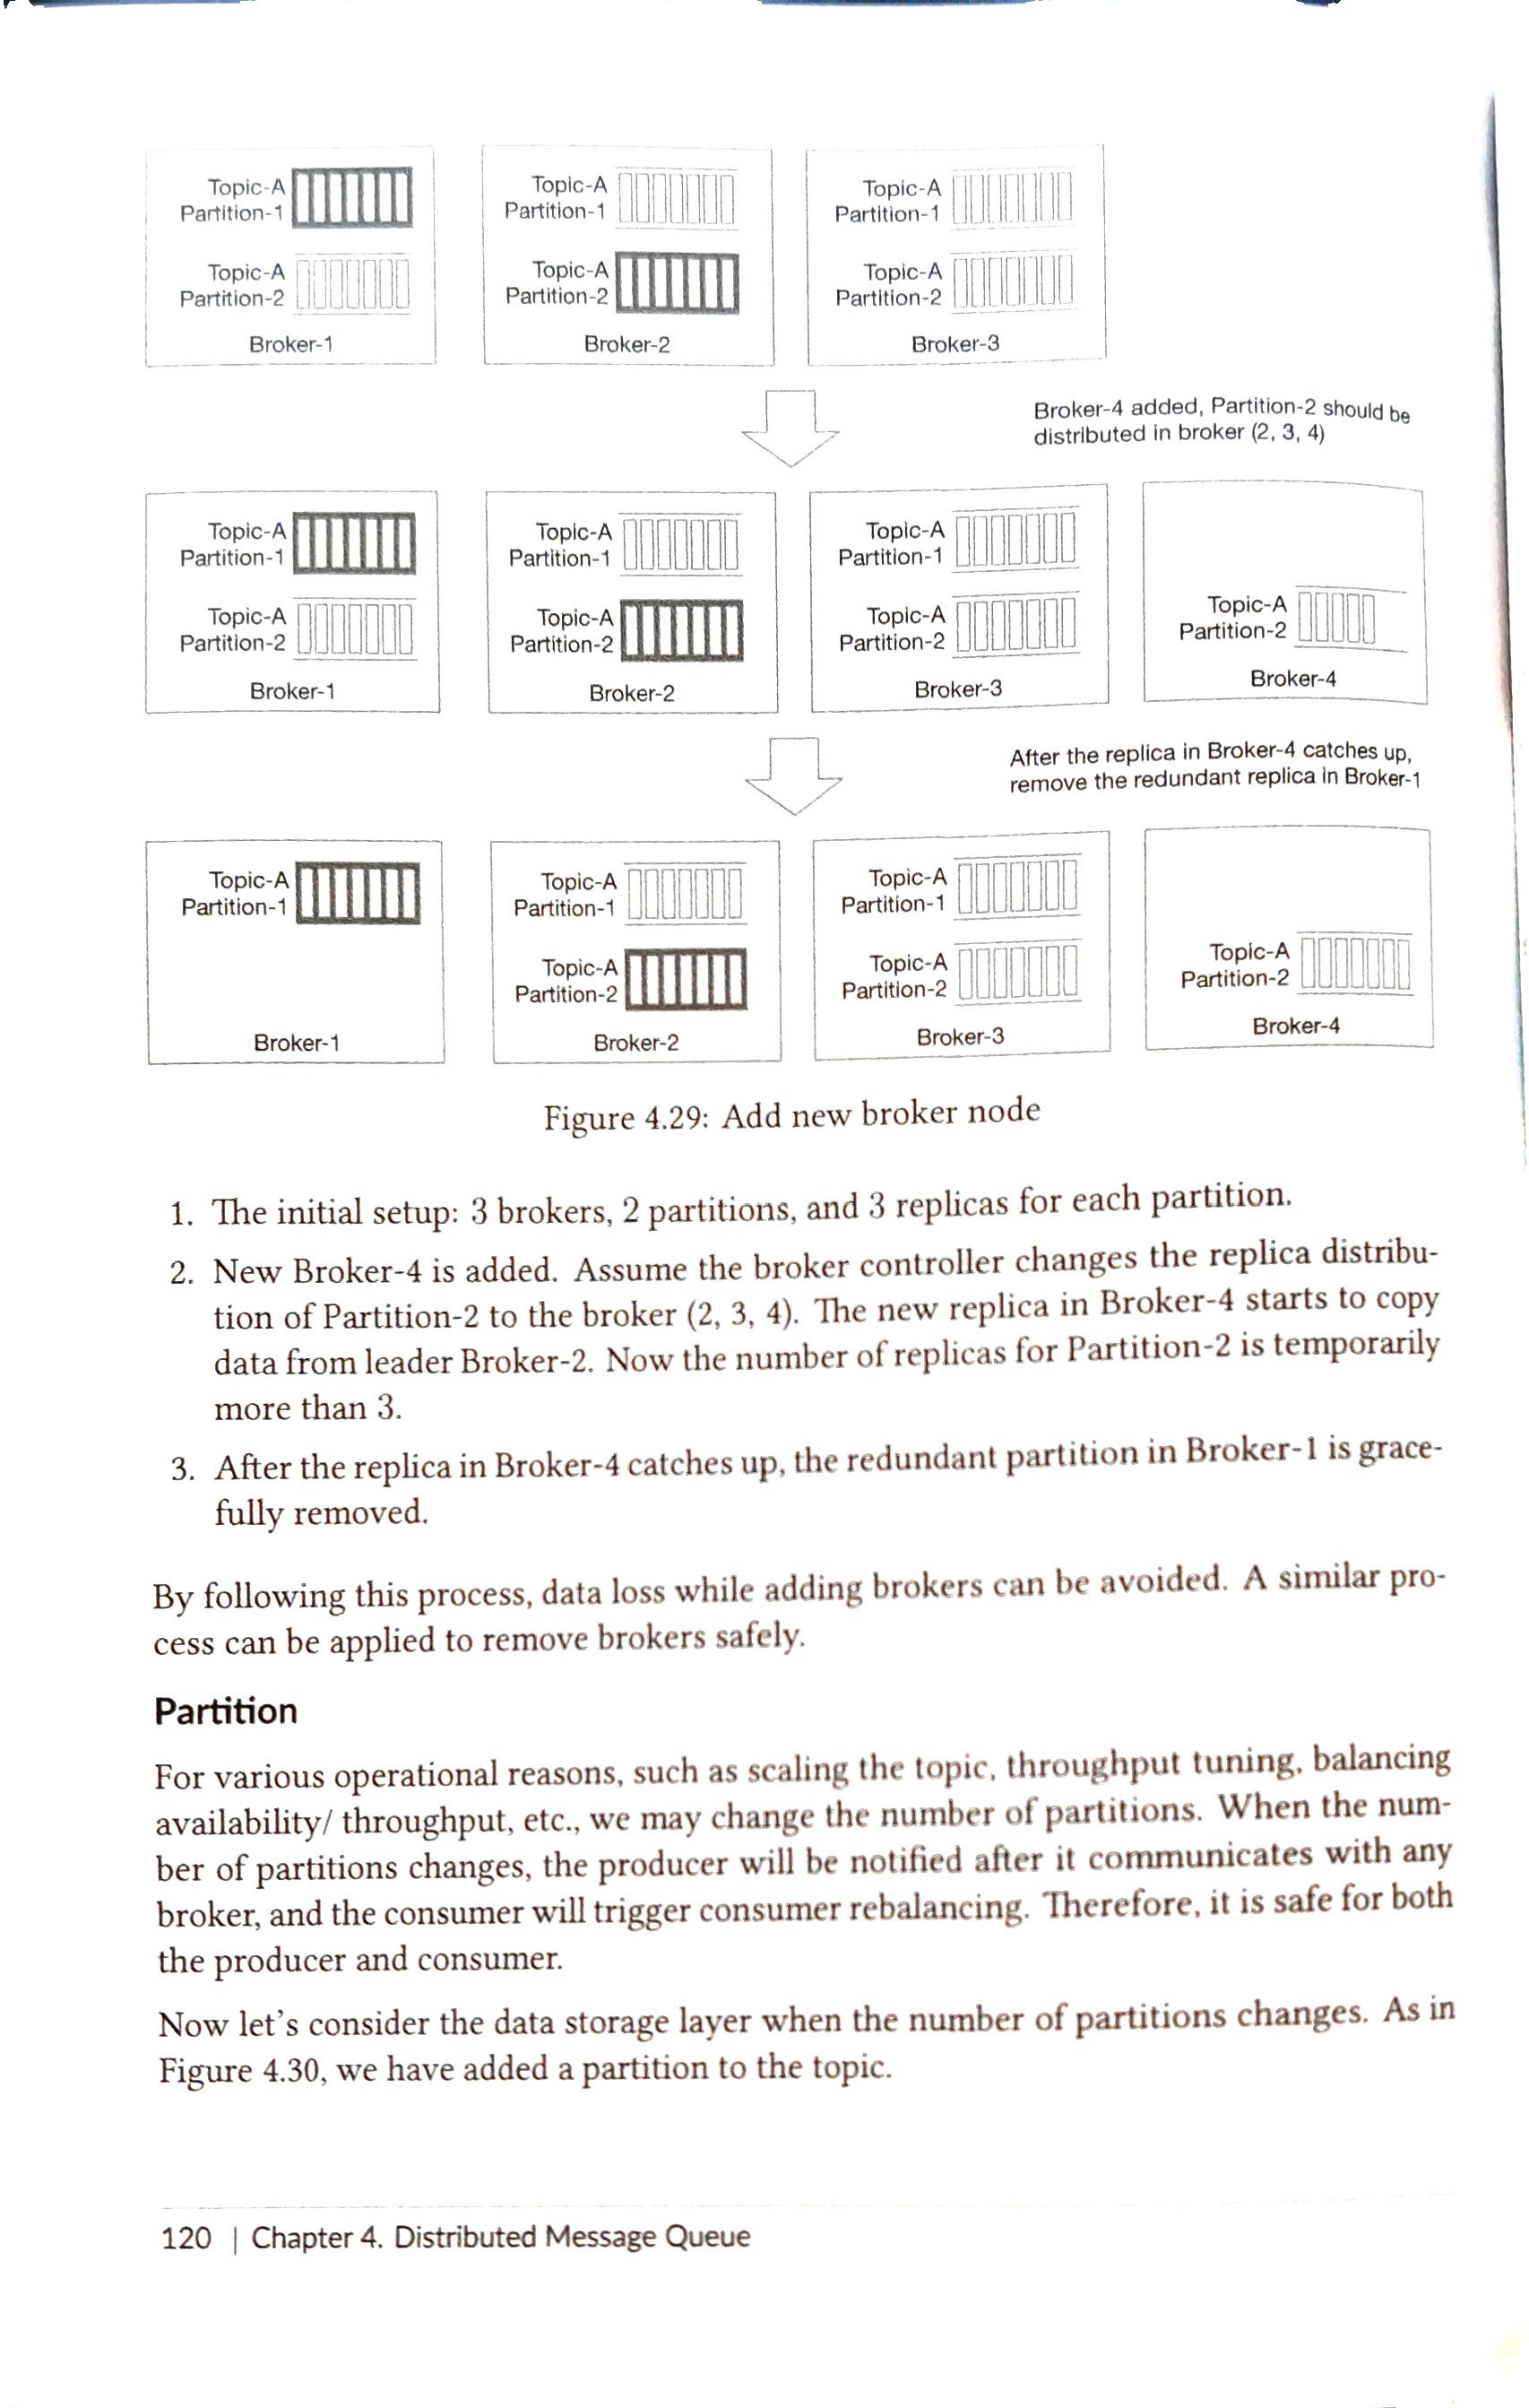 Topic-A
Partition-1
Topic-A
Partition-2
Broker-1
Topic-A
Partition-1
Topic-A
Partition-2
Broker-2
Topic-A
Partition-1
Topic-A
Partition-2
Broker-3
Broker-4 added, Partition-2 should be
distributed in broker (2, 3, 4)
Topic-A
Partition-1
Topic-A
Partition-2
Broker-1
Topic-A
Partition-1
Topic-A
Partition-2
Broker-2
Topic-A
Partition-1
Topic-A
Partition-2
Broker-3
Topic-A
Partition-2
Broker-4
After the replica in Broker-4 catches up,
remove the redundant replica in Broker-1
Topic-A
Partition-1
Broker-1
Topic-A
Partition-1
Topic-A
Partition-2
Broker-2
Topic-A
Partition-1
Topic-A
Partition-2
Broker-3
Topic-A
Partition-2
Broker-4
Figure 4.29: Add new broker node
1. The initial setup: 3 brokers, 2 partitions, and 3 replicas for each partition.
2. New Broker-4 is added. Assume the broker controller changes the replica distribu-
tion of Partition-2 to the broker (2, 3, 4). The new replica in Broker-4 starts to copy
data from leader Broker-2. Now the number of replicas for Partition-2 is temporarily
more than 3.
3. After the replica in Broker-4 catches up, the redundant partition in Broker-1 is grace-
fully removed.
By following this process, data loss while adding brokers can be avoided. A similar pro-
cess can be applied to remove brokers safely.
Partition
For various operational reasons, such as scaling the topic, throughput tuning, balancing
availability/ throughput, etc., we may change the number of partitions. When the num-
ber of partitions changes, the producer will be notified after it communicates with any
broker, and the consumer will trigger consumer rebalancing. Therefore, it is safe for both
the producer and consumer.
Now let's consider the data storage layer when the number of partitions changes. As in
Figure 4.30, we have added a partition to the topic.
120 | Chapter 4. Distributed Message Queue